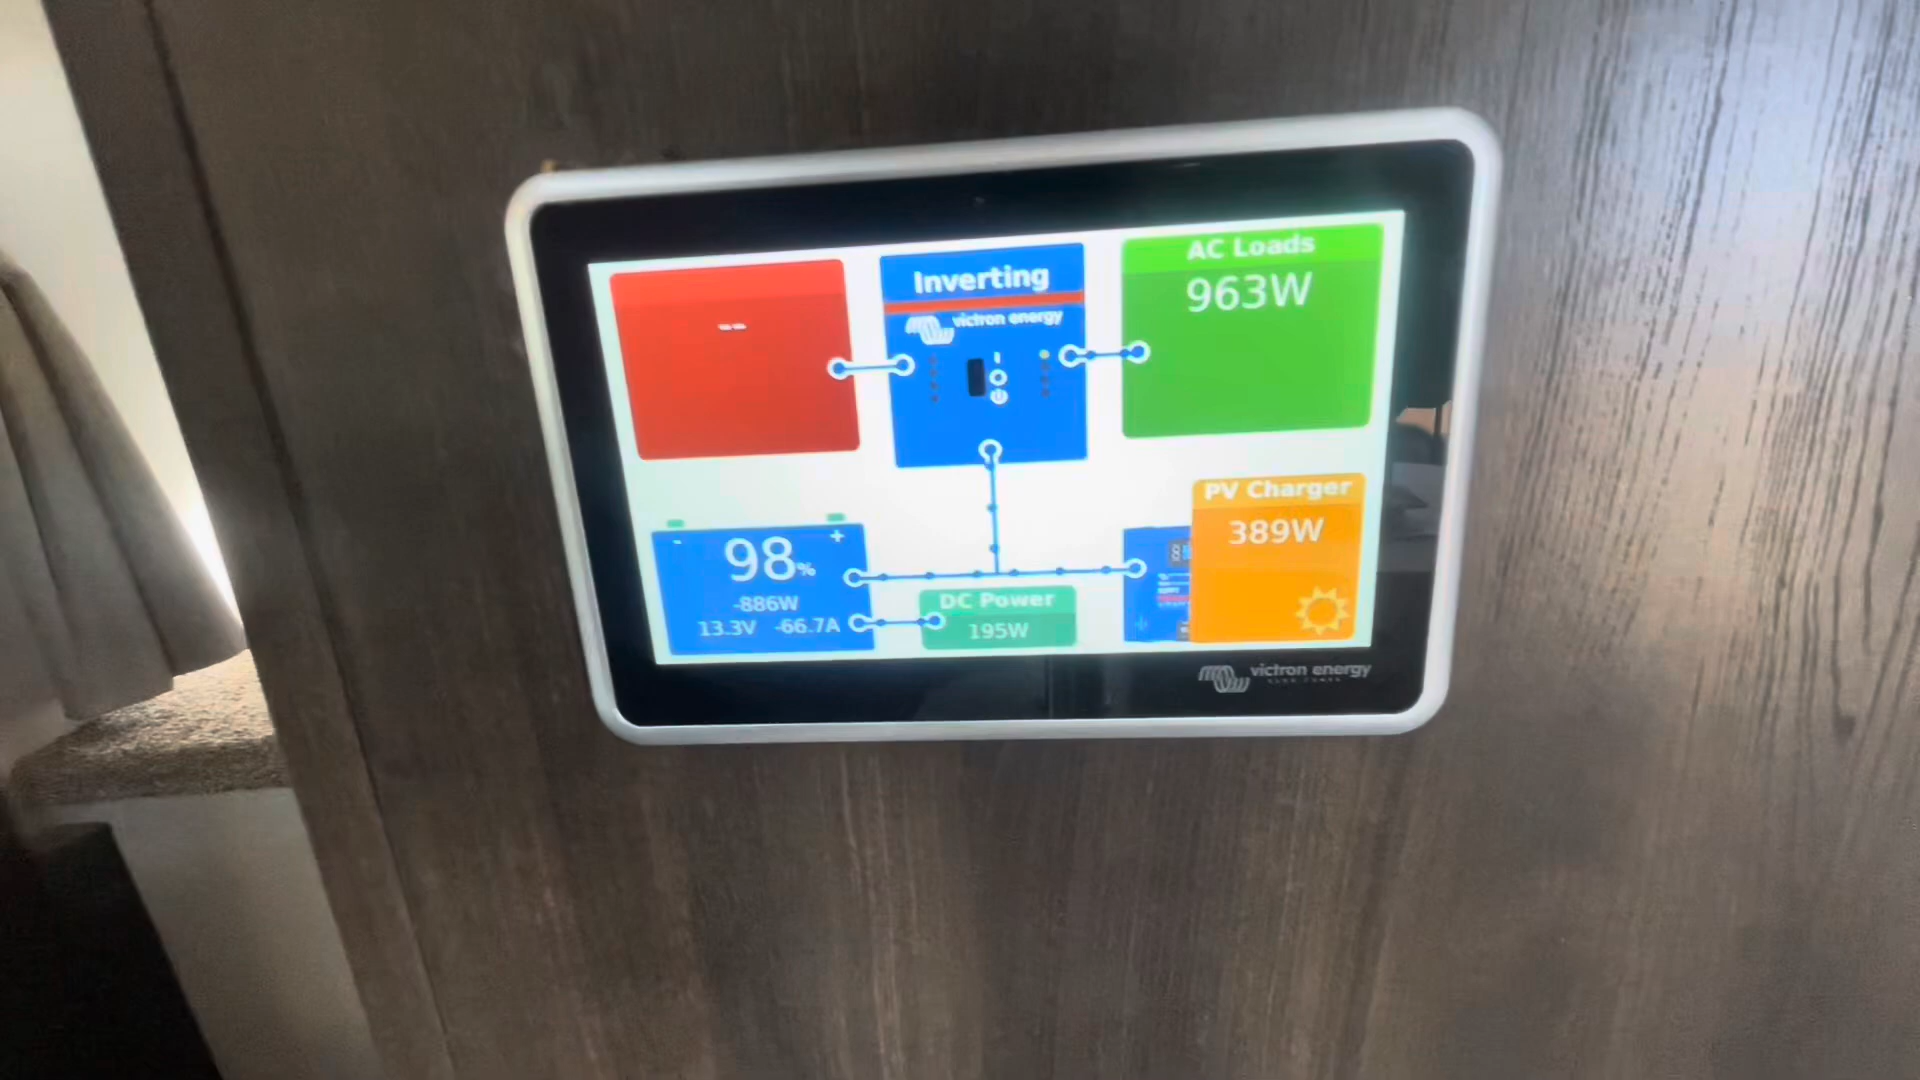 --
Inverting
victron energy
AC Loads
963W
98%
-886W
13.3V -66.7A
DC Power
195W
PV Charger
389W
victron energy